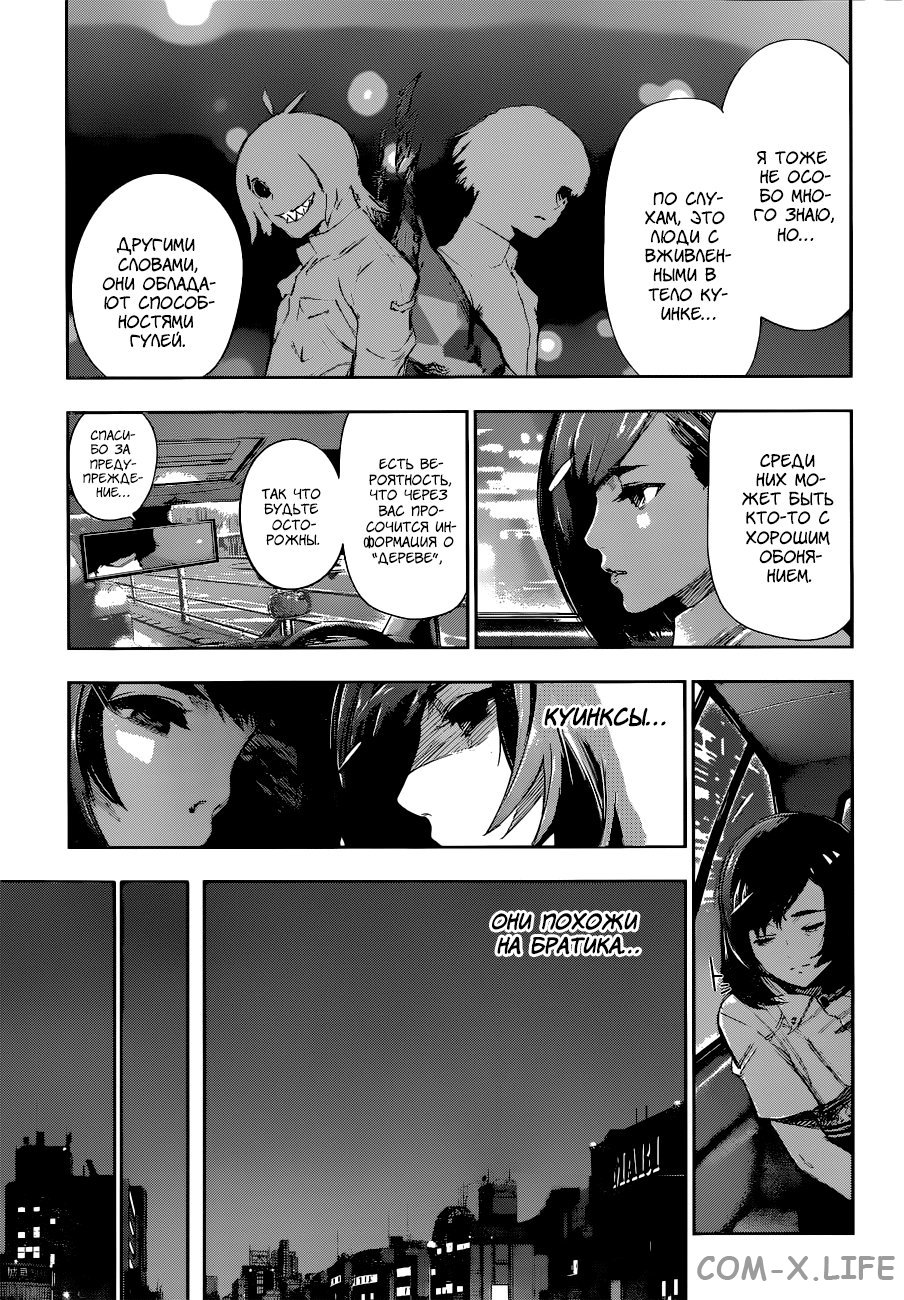 Я ТОЖЕ
НЕ ОСО-
БО МНО-
ГО ЗНАЮ,
НО...
ПО СЛУ-
ХАМ, ЭТО
ЛЮДИ С
ВЖИВЛЕН-
НЫМИ В
ТЕЛО КУ-
ИНКЕ...
ДРУГИМИ
СЛОВАМИ,
ОНИ ОБЛАДА-
ЮТ СПОСОБ-
НОСТЯМИ
ГУЛЕЙ.
СРЕДИ
НИХ МО-
ЖЕТ БЫТЬ
КТО-ТО С
ХОРОШИМ
ОБОНЯ-
НИЕМ.
ЕСТЬ ВЕ-
РОЯТНОСТЬ,
ЧТО ЧЕРЕЗ
ВАС ПРО-
СОЧИТСЯ ИН-
ФОРМАЦИЯ О
"ДЕРЕВЕ",
ТАК ЧТО
БУДЬТЕ
ОСТО-
РОЖНЫ.
СПАСИ-
БО ЗА
ПРЕДУ-
ПРЕЖДЕ-
НИЕ...
КУИНКСЫ...
ОНИ ПОХОЖИ
НА БРАТИКА...
MARI
COM-X.LIFE